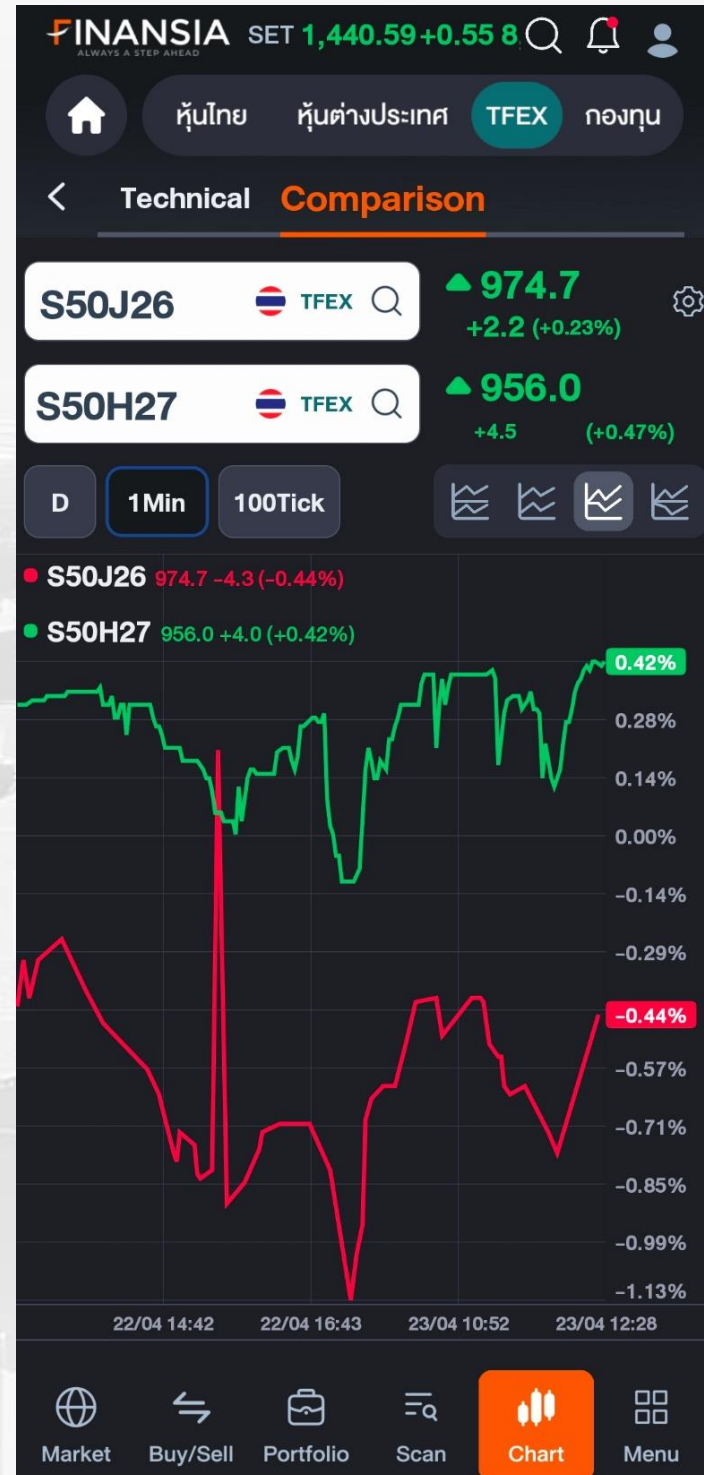 FINANSIA SET 1,440.59 +0.55 8
ALWAYS A STEP AHEAD
หุ้นไทย หุ้นต่างประเทศ TFEX กองทุน
Technical Comparison
S50J26 TFEX 974.7
+2.2 (+0.23%)
S50H27 TFEX 956.0
+4.5 (+0.47%)
D 1Min 100Tick
S50J26 974.7 -4.3 (-0.44%)
S50H27 956.0 +4.0 (+0.42%)
0.42%
0.28%
0.14%
0.00%
-0.14%
-0.29%
-0.44%
-0.57%
-0.71%
-0.85%
-0.99%
-1.13%
22/04 14:42 22/04 16:43 23/04 10:52 23/04 12:28
Market Buy/Sell Portfolio Scan Chart Menu